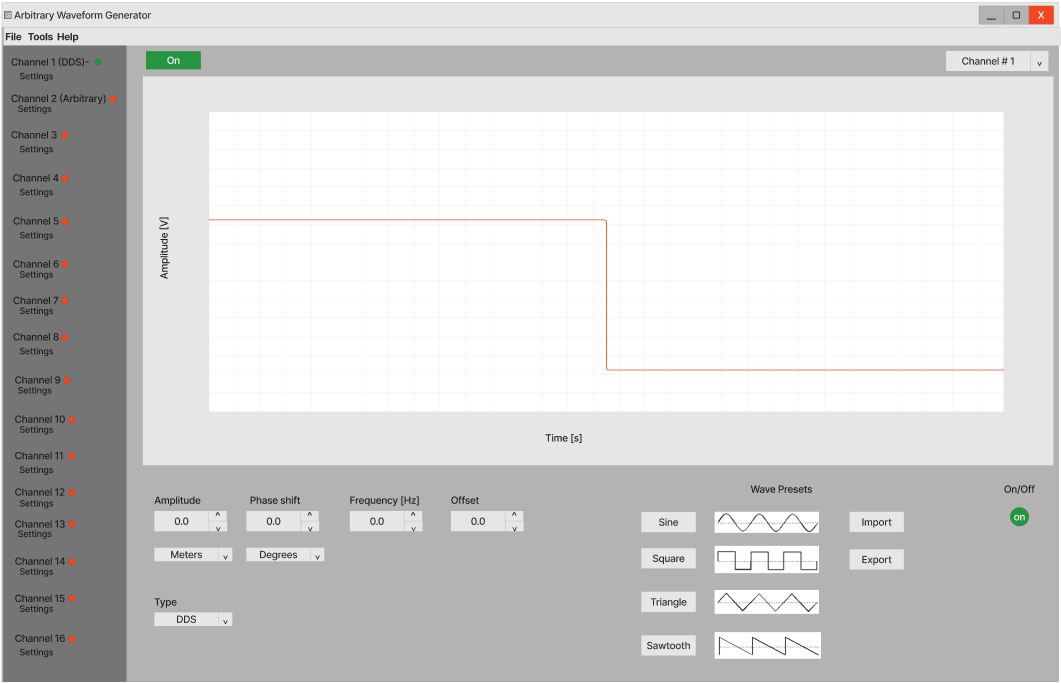 Arbitrary Waveform Generator
X
File Tools Help
Channel 1 (DDS)-
Settings
Channel 2 (Arbitrary)
Settings
Channel 3
Settings
Channel 4
Settings
Channel 5
Settings
Channel 6
Settings
Channel 7
Settings
Channel 8
Settings
Channel 9
Settings
Channel 10
Settings
Channel 11
Settings
Channel 12
Settings
Channel 13
Settings
Channel 14
Settings
Channel 15
Settings
Channel 16
Settings
On
Channel # 1
Amplitude [V]
Time [s]
Amplitude
0.0
Meters
Phase shift
0.0
Degrees
Frequency [Hz]
0.0
Offset
0.0
Type
DDS
Wave Presets
Sine
Square
Triangle
Sawtooth
Import
Export
On/Off
on